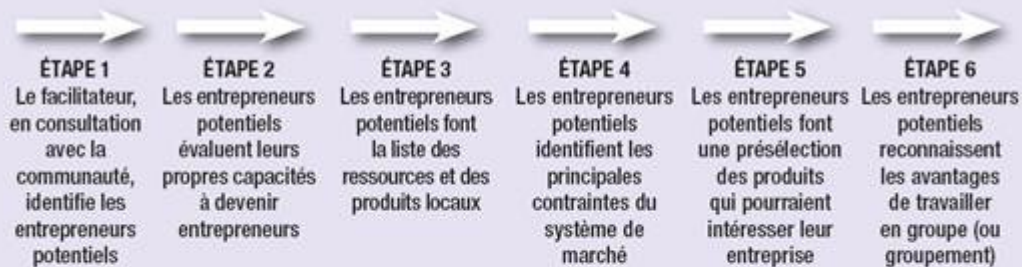 ÉTAPE 1
Le facilitateur,
en consultation
avec la
communauté,
identifie les
entrepreneurs
potentiels
ÉTAPE 2
Les entrepreneurs
potentiels
évaluent leurs
propres capacités
à devenir
entrepreneurs
ÉTAPE 3
Les entrepreneurs
potentiels font
la liste des
ressources et des
produits locaux
ÉTAPE 4
Les entrepreneurs
potentiels
identifient les
principales
contraintes du
système de
marché
ÉTAPE 5
Les entrepreneurs
potentiels font
une présélection
des produits
qui pourraient
intéresser leur
entreprise
ÉTAPE 6
Les entrepreneurs
potentiels
reconnaissent
les avantages
de travailler
en groupe (ou
groupement)